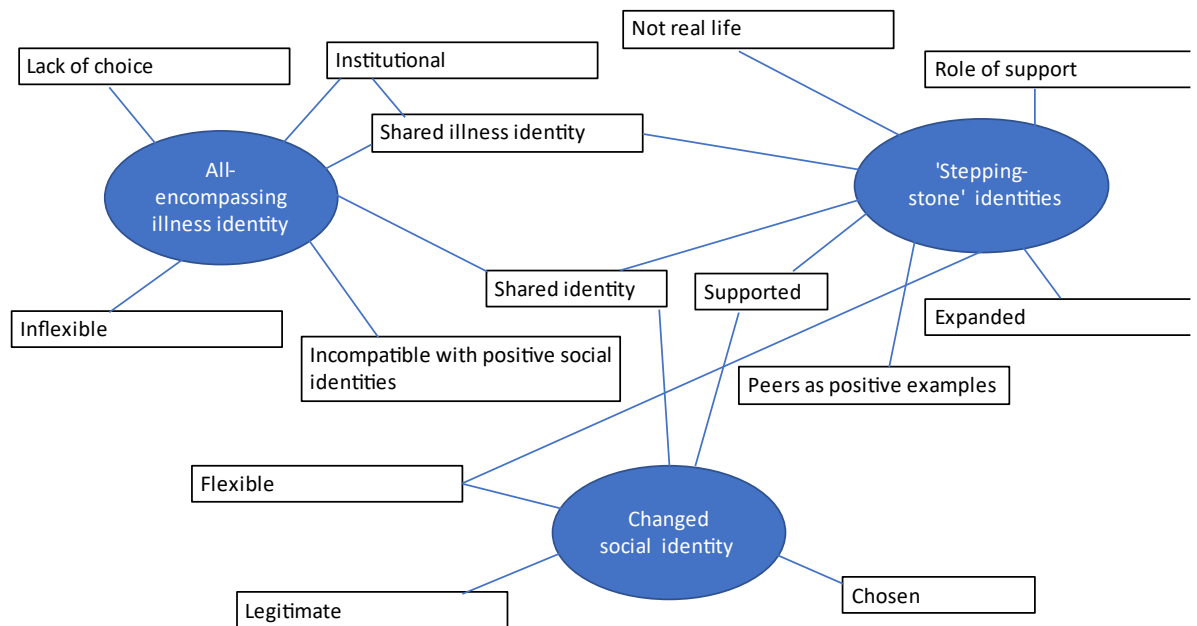 Not real life
Lack of choice
Institutional
Role of support
Shared illness identity
All-
encompassing
illness identity
'Stepping-
stone' identities
Shared identity
Supported
Inflexible
Expanded
Incompatible with positive social
identities
Peers as positive examples
Flexible
Changed
social identity
Legitimate
Chosen